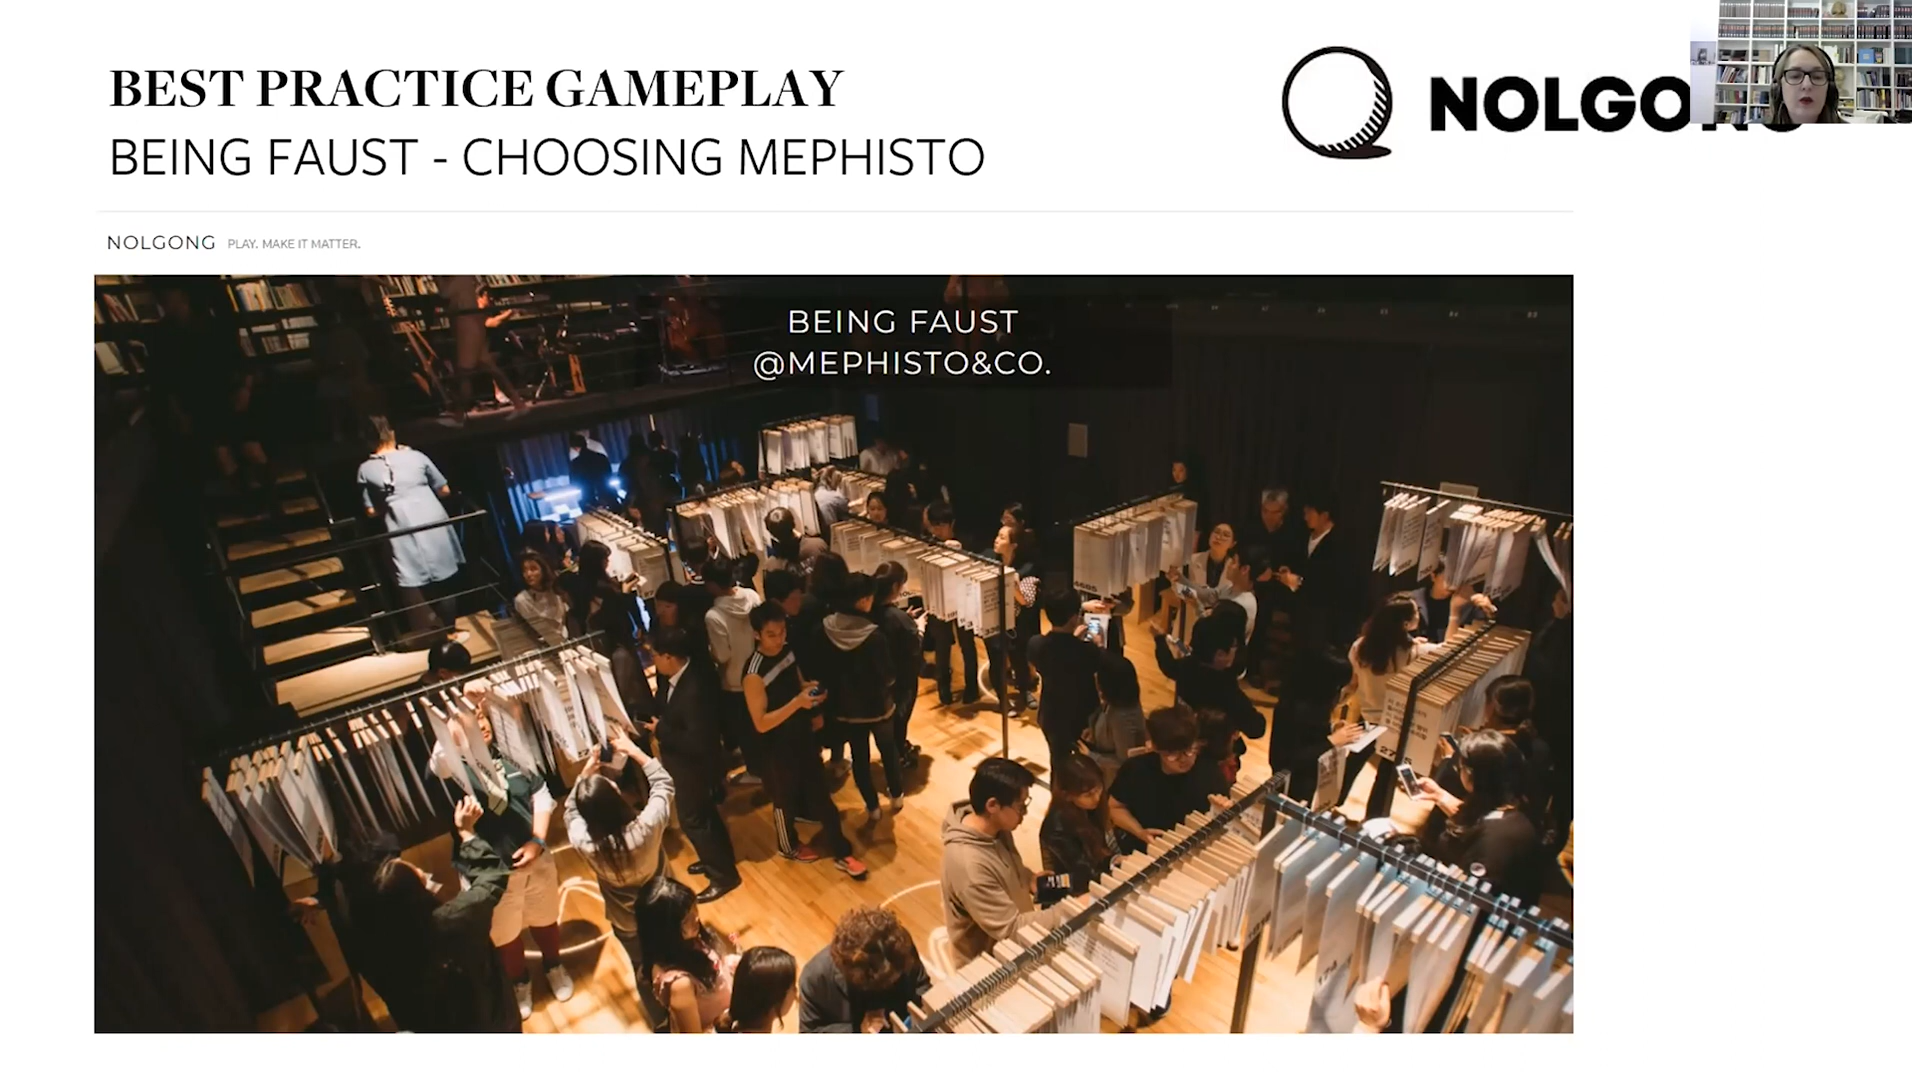 BEST PRACTICE GAMEPLAY
BEING FAUST - CHOOSING MEPHISTO
NOLGO
NOLGONG PLAY. MAKE IT MATTER.
BEING FAUST
@MEPHISTO&CO.